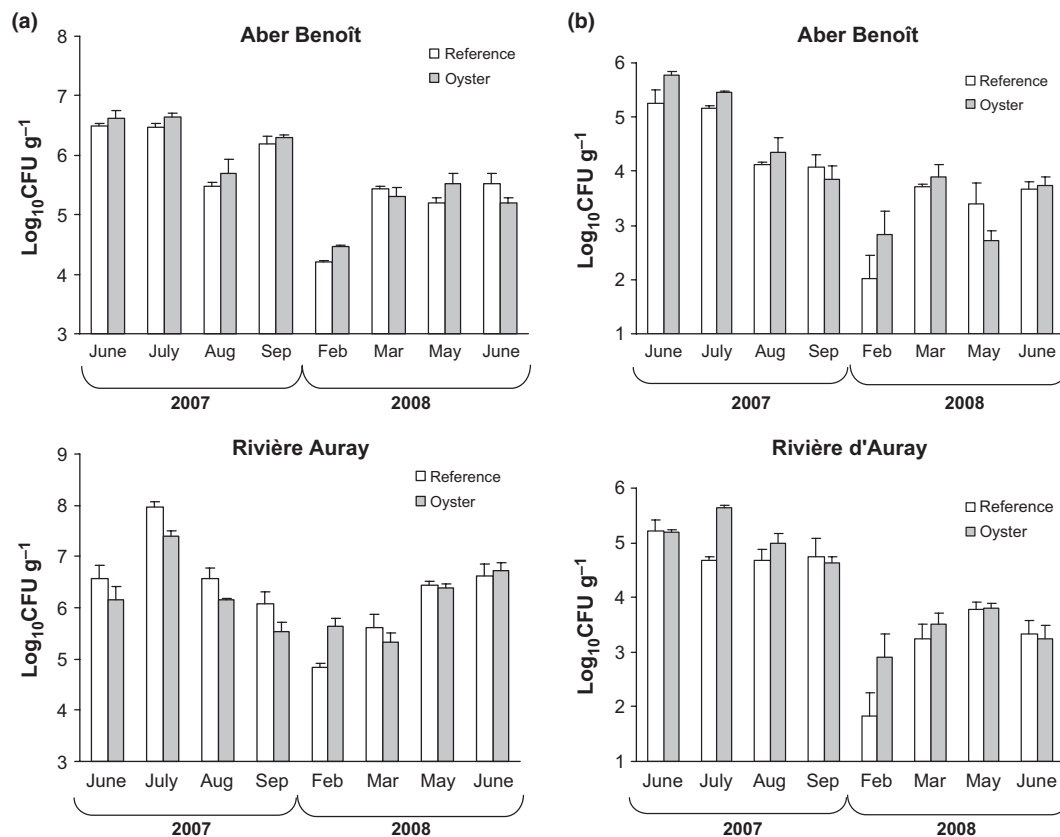 (a)
Aber Benoît
Reference
Oyster
Log₁₀CFU g⁻¹
8
7
6
5
4
3
June July Aug Sep Feb Mar May June
2007 2008
(b)
Aber Benoît
Reference
Oyster
Log₁₀CFU g⁻¹
6
5
4
3
2
1
June July Aug Sep Feb Mar May June
2007 2008
Rivière Auray
Reference
Oyster
Log₁₀CFU g⁻¹
9
8
7
6
5
4
3
June July Aug Sep Feb Mar May June
2007 2008
Rivière d'Auray
Reference
Oyster
Log₁₀CFU g⁻¹
6
5
4
3
2
1
June July Aug Sep Feb Mar May June
2007 2008